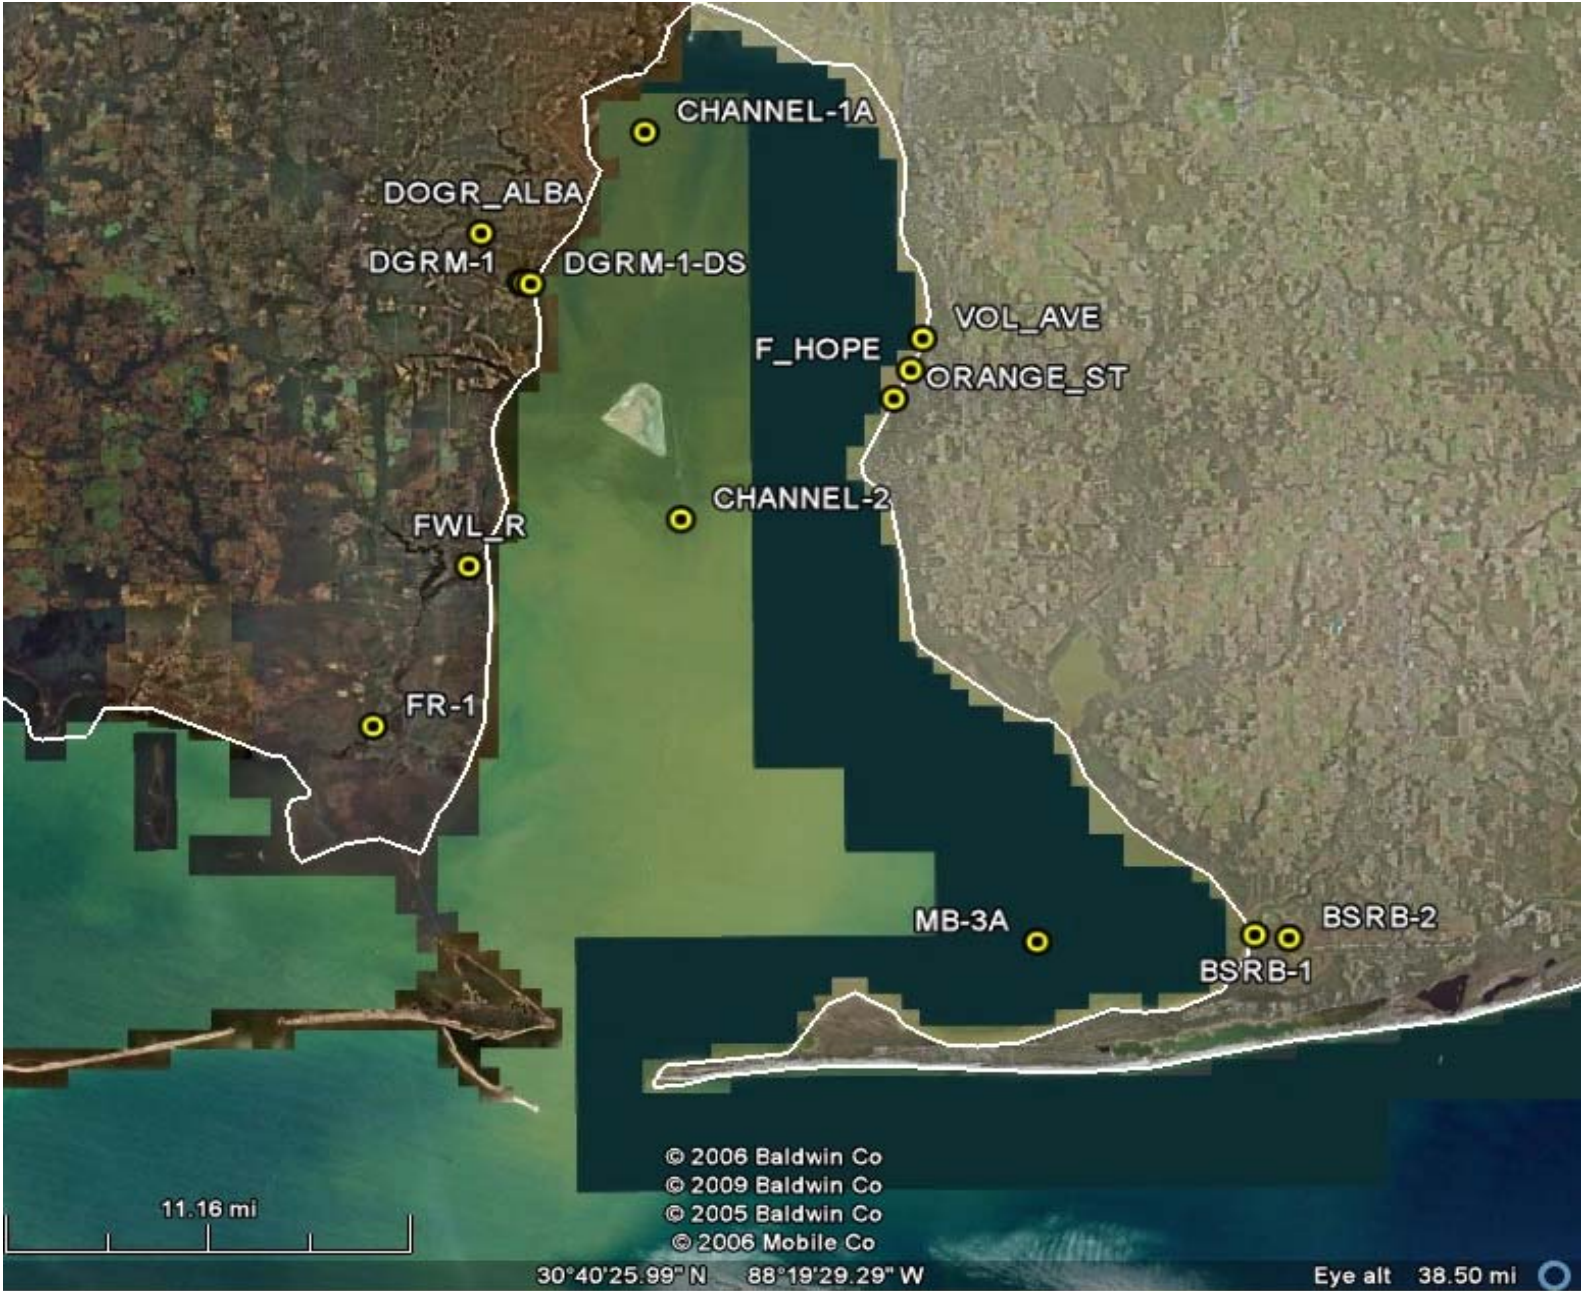 CHANNEL-1A
DOGR_ALBA
DGRM-1
DGRM-1-DS
VOL_AVE
F_HOPE
ORANGE_ST
CHANNEL-2
FWL_R
FR-1
MB-3A
BSRB-2
BSRB-1
© 2006 Baldwin Co
© 2009 Baldwin Co
© 2005 Baldwin Co
© 2006 Mobile Co
11.16 mi
30°40'25.99" N 88°19'29.29" W
Eye alt 38.50 mi